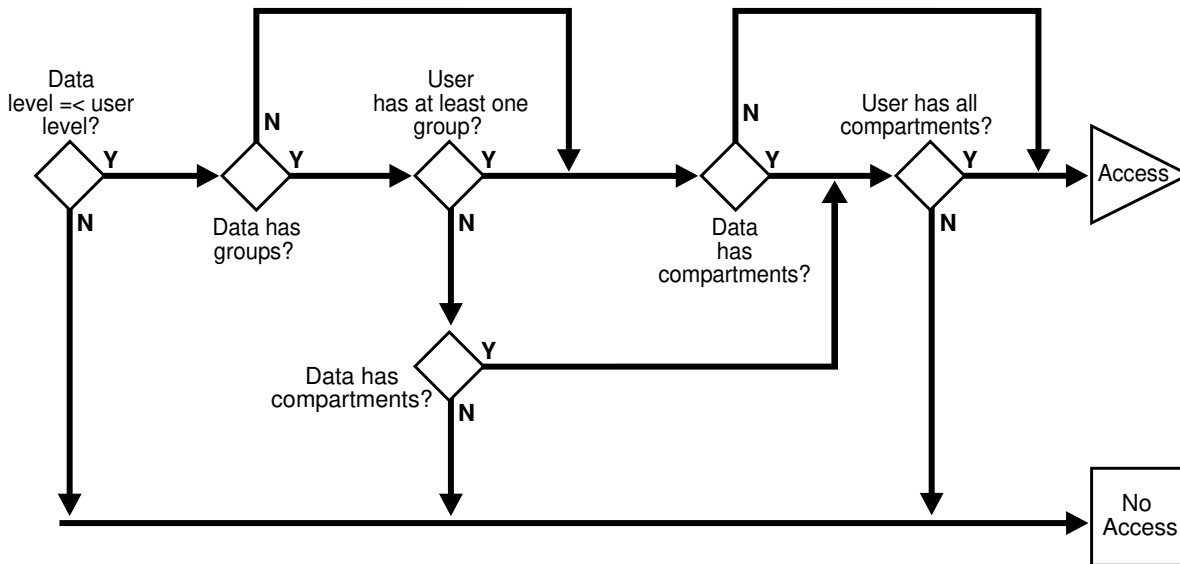 Data
level =< user
level?
Y
N
N
Y
Data has
groups?
User
has at least one
group?
Y
N
Data has
compartments?
Y
N
N
Y
Data
has
compartments?
User has all
compartments?
Y
N
Access
No
Access